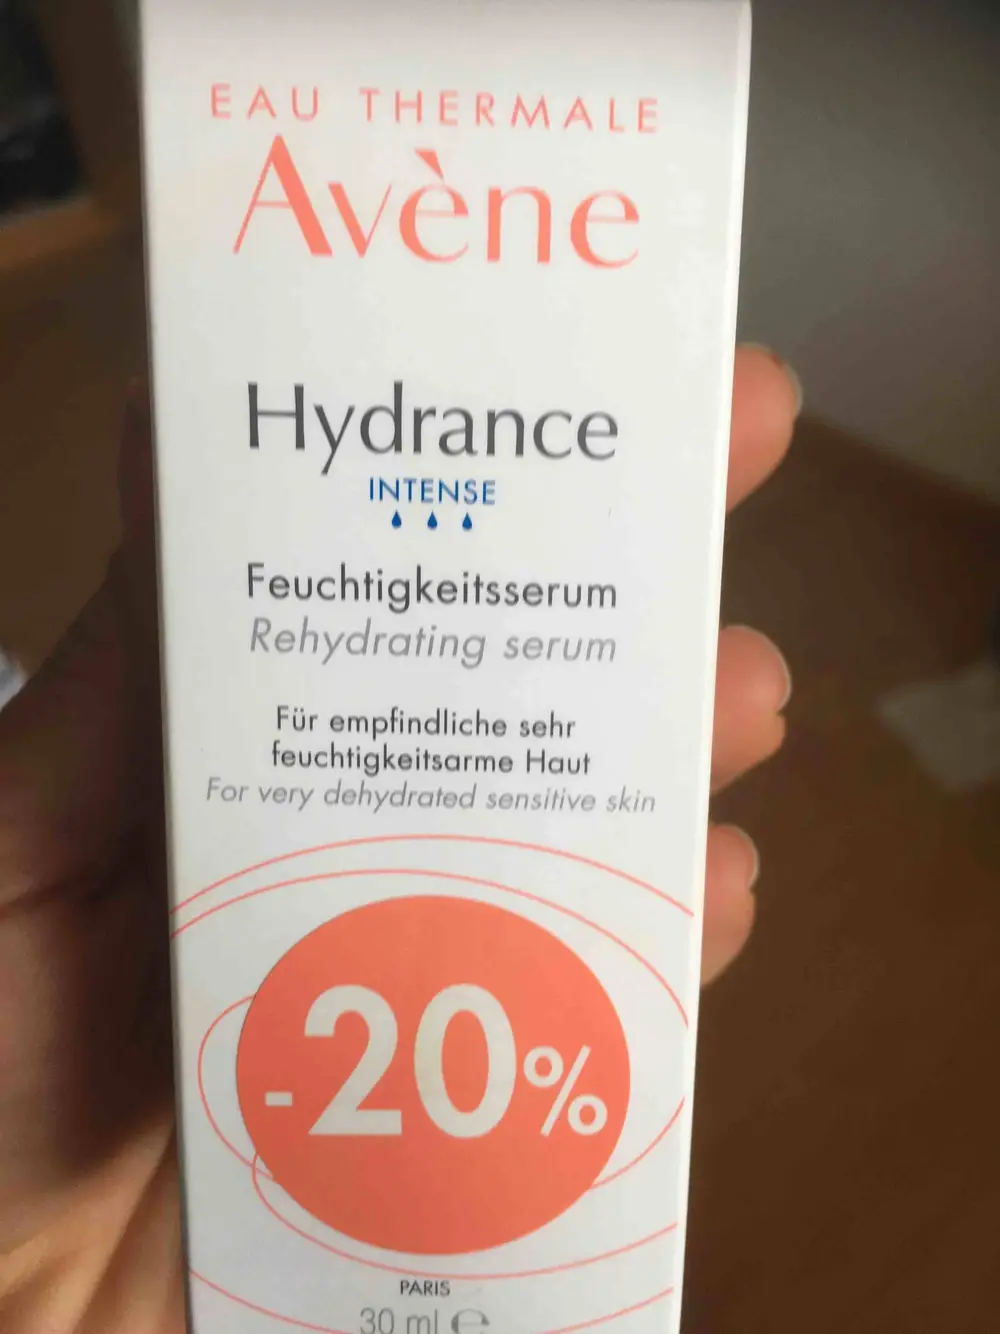 EAU THERMALE
Avène
Hydrance
INTENSE
Feuchtigkeitsserum
Rehydrating serum
Für empfindliche sehr
feuchtigkeitsarme Haut
For very dehydrated sensitive skin
-20%
PARIS
30 ml ℮